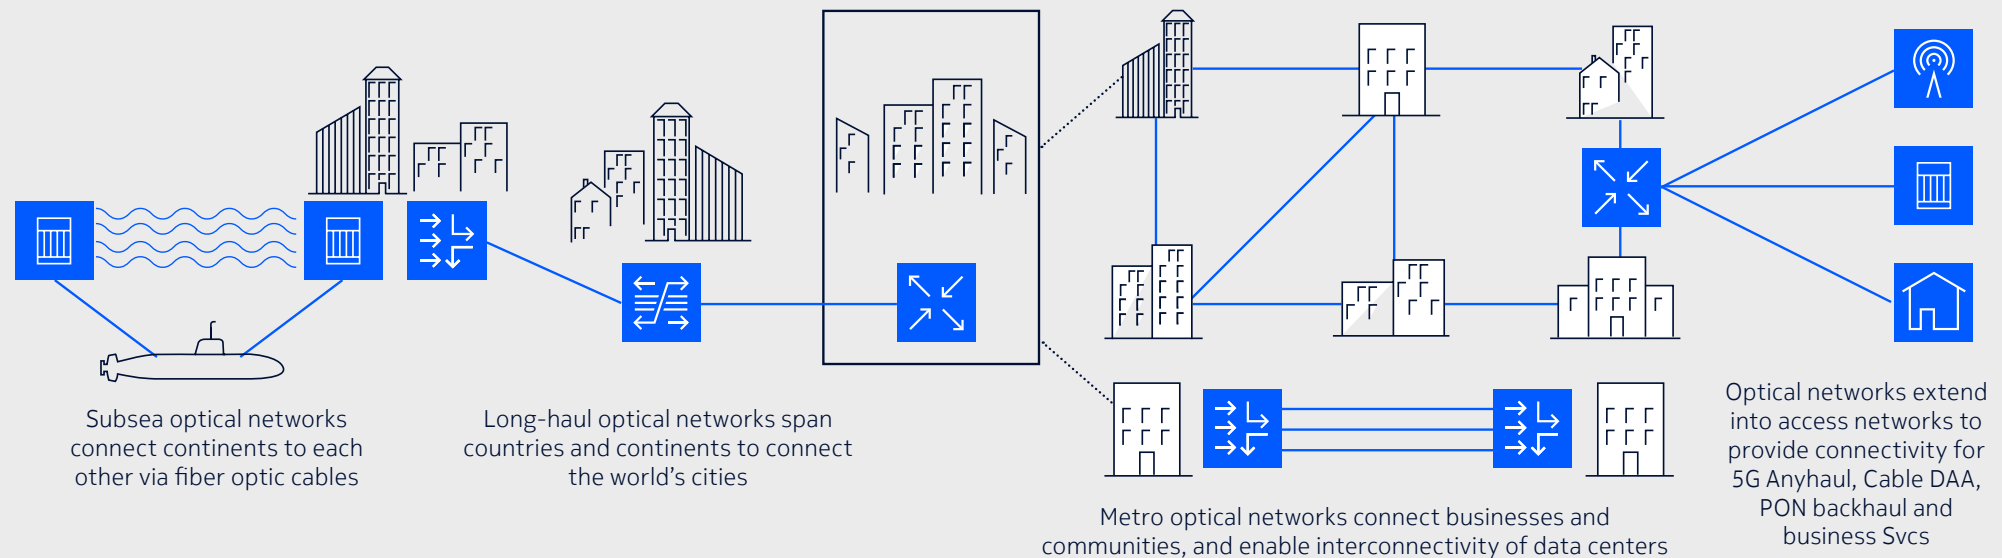 Subsea optical networks
connect continents to each
other via fiber optic cables
Long-haul optical networks span
countries and continents to connect
the world's cities
Metro optical networks connect businesses and
communities, and enable interconnectivity of data centers
Optical networks extend
into access networks to
provide connectivity for
5G Anyhaul, Cable DAA,
PON backhaul and
business Svcs